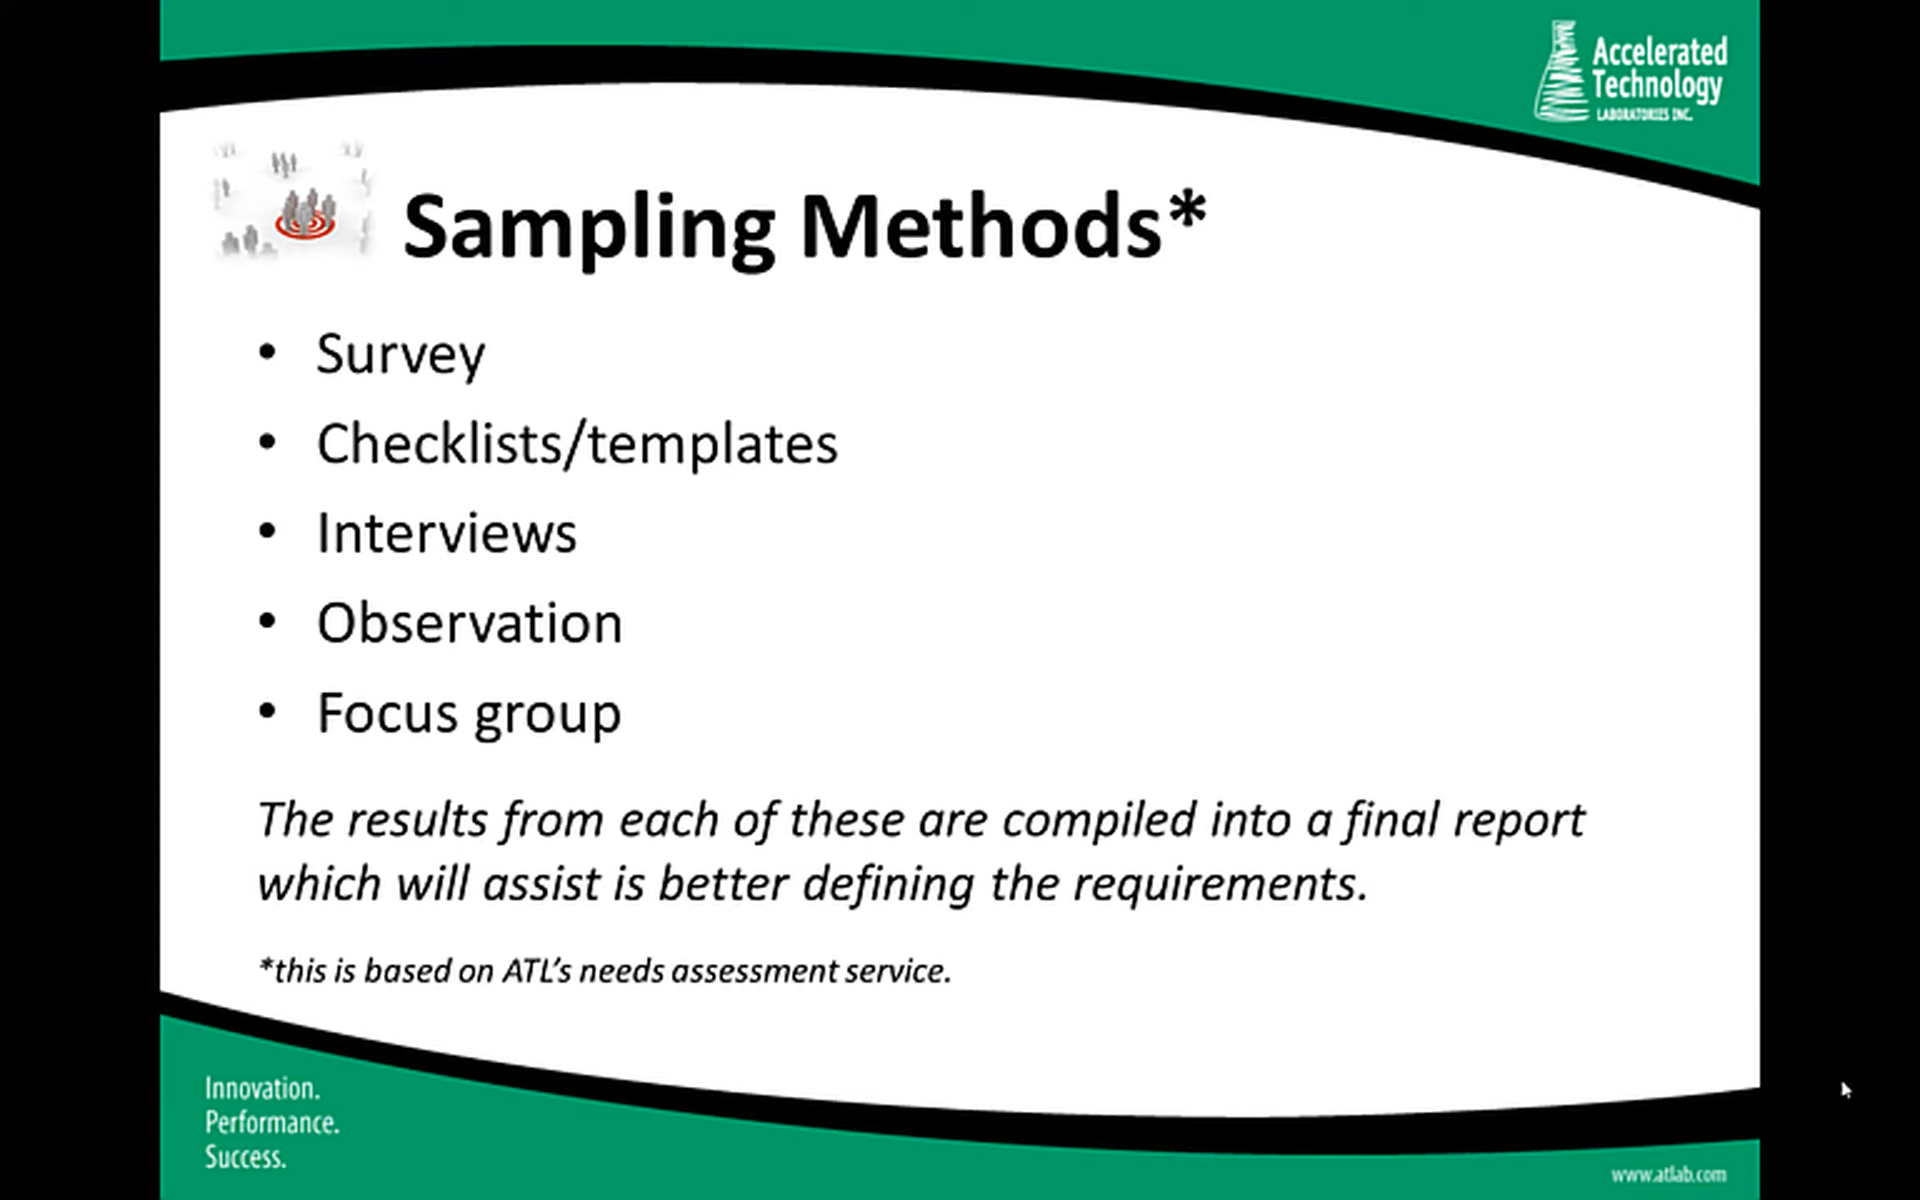 Accelerated
Technology
LABORATORIES INC.
Sampling Methods*
• Survey
• Checklists/templates
• Interviews
• Observation
• Focus group
The results from each of these are compiled into a final report
which will assist is better defining the requirements.
*this is based on ATL's needs assessment service.
Innovation.
Performance.
Success.
www.atlab.com